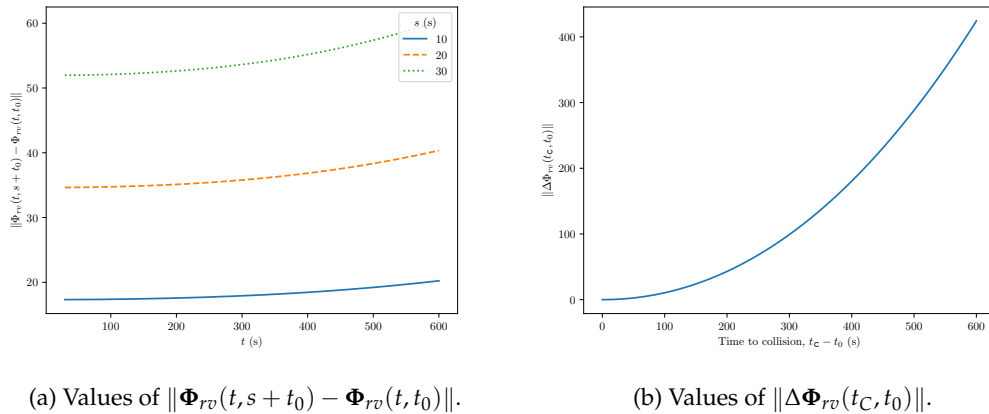 60
50
40
30
20
100 200 300 400 500 600
t (s)
‖Φrv(t, s + t0) − Φrv(t, t0)‖
s (s)
10
20
30
400
300
200
100
0
0 100 200 300 400 500 600
Time to collision, tC − t0 (s)
‖ΔΦrv(tC, t0)‖
(a) Values of ‖Φrv(t, s + t0) − Φrv(t, t0)‖.
(b) Values of ‖ΔΦrv(tC, t0)‖.